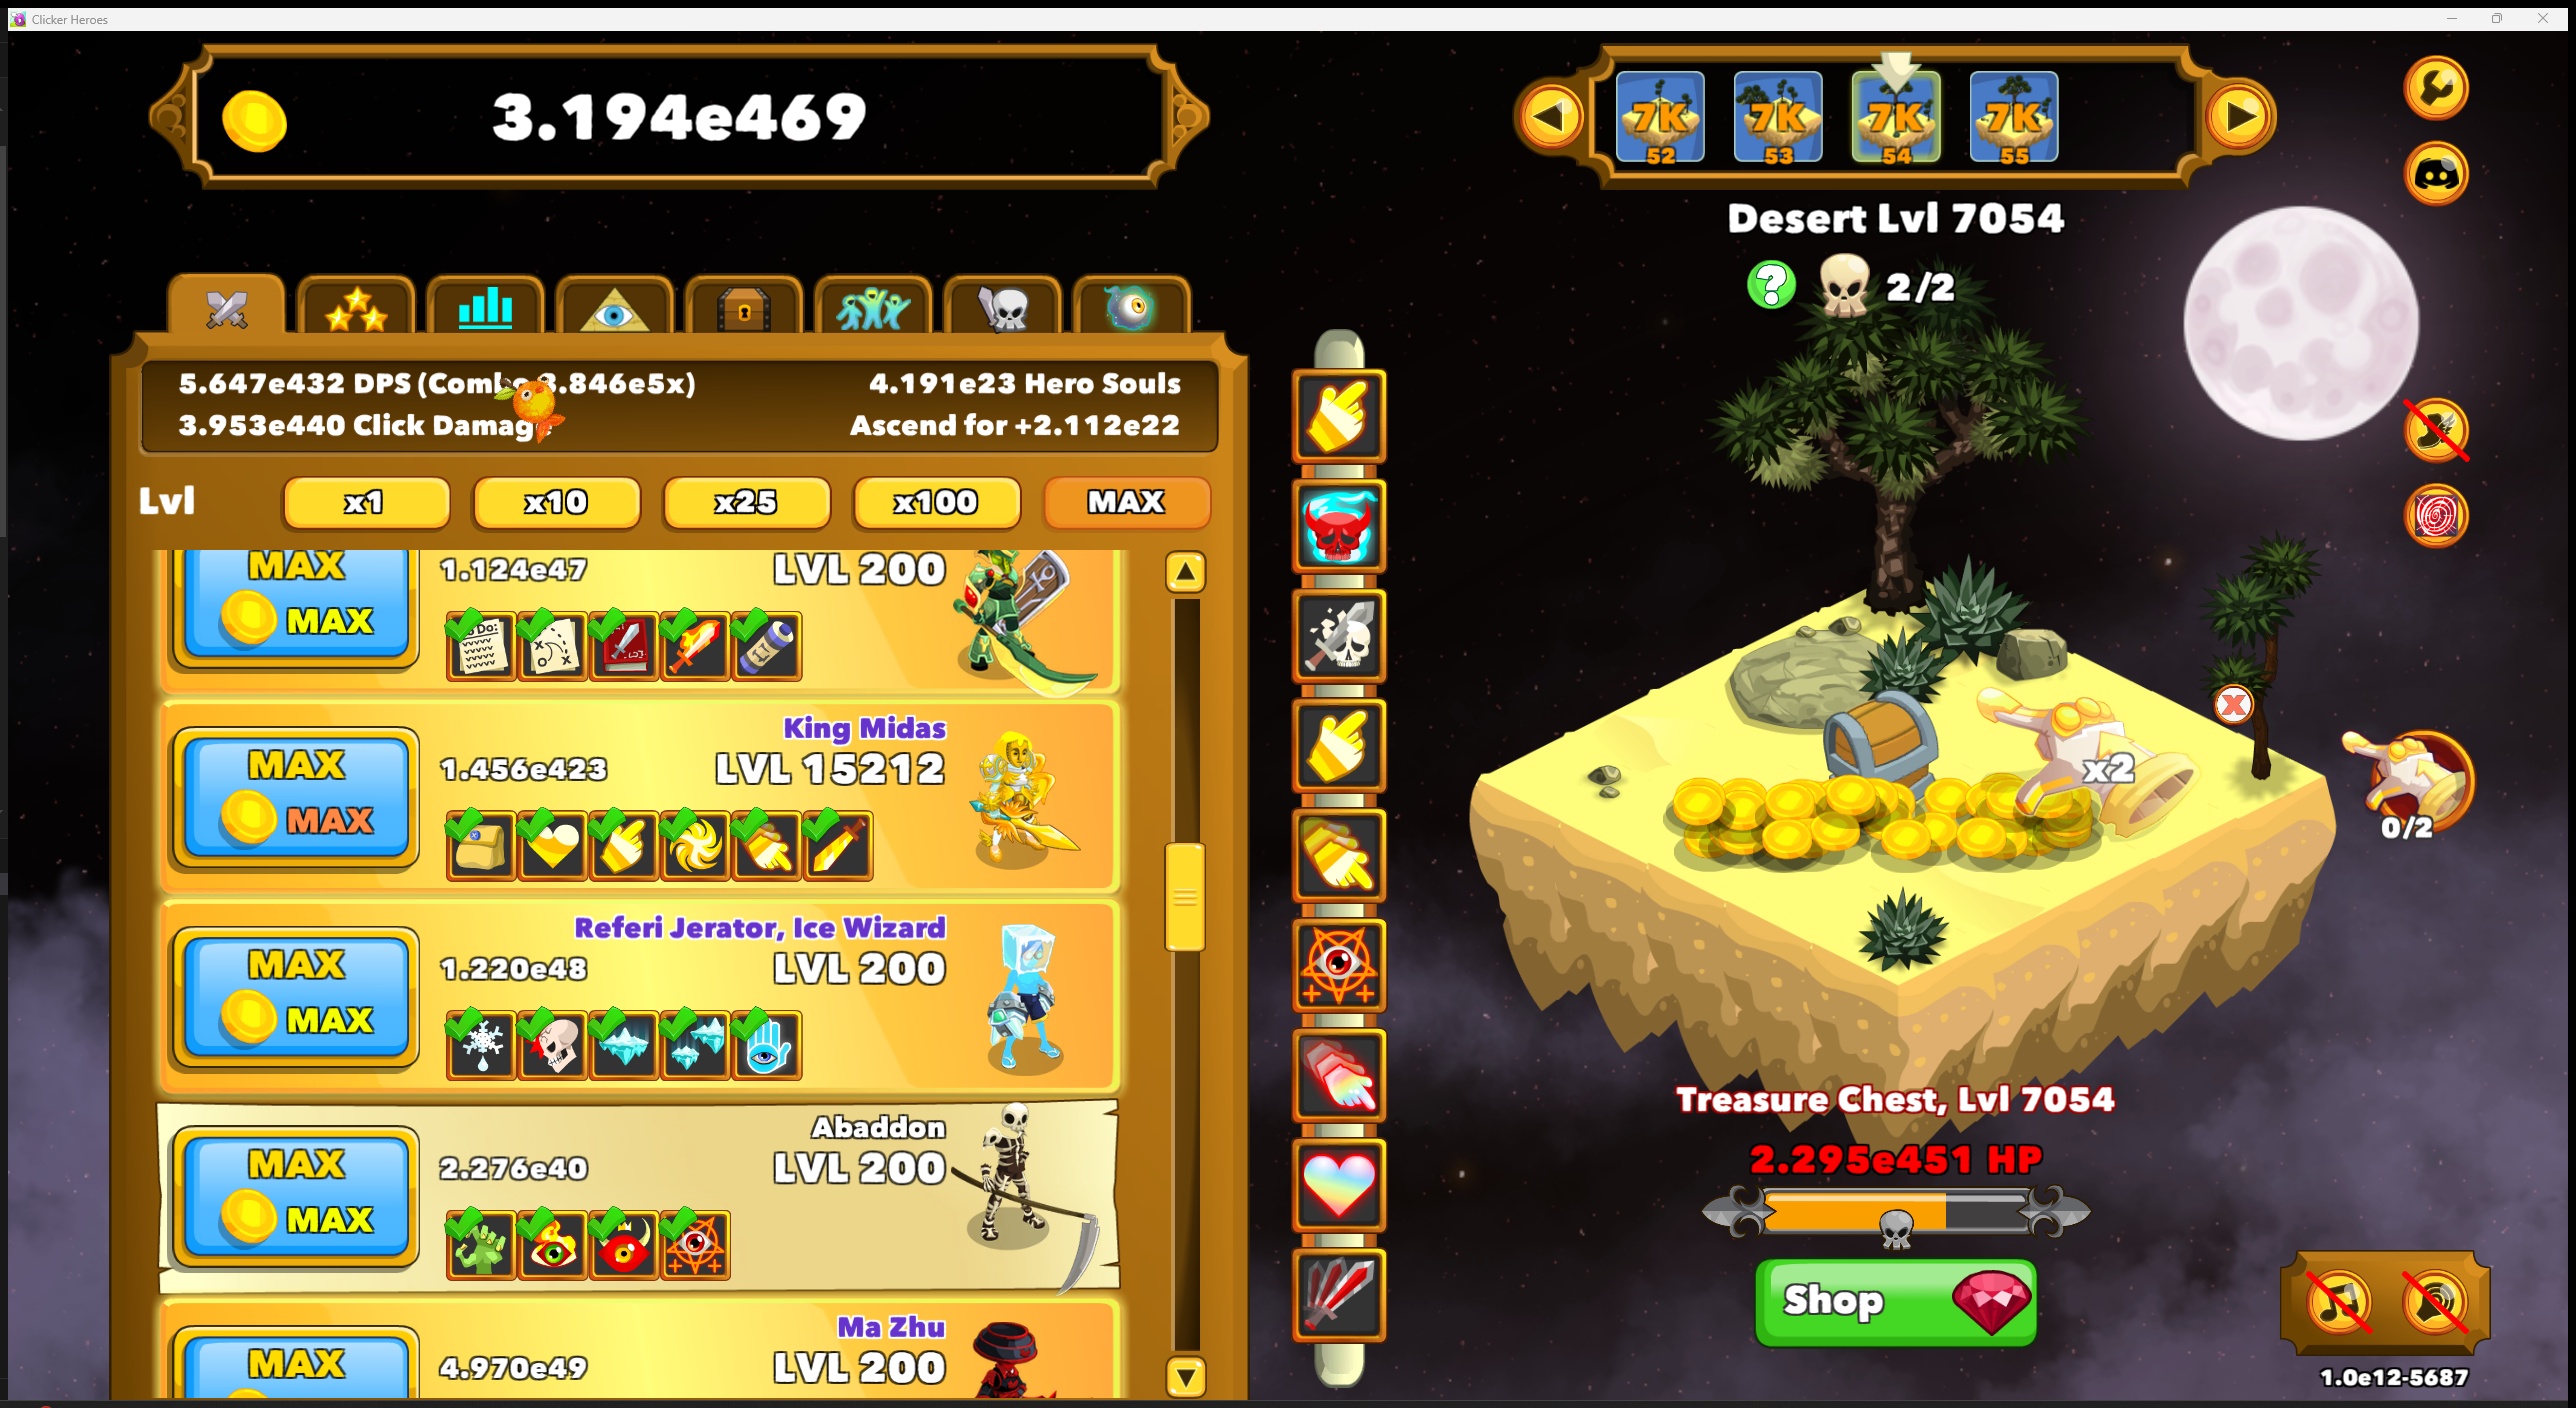 Clicker Heroes
3.194e469
7K
52
7K
53
7K
54
7K
55
Desert Lvl 7054
2/2
5.647e432 DPS (Combo 3.846e5x)
3.953e440 Click Damage
4.191e23 Hero Souls
Ascend for +2.112e22
Lvl
x1
x10
x25
x100
MAX
MAX
MAX
1.124e47
LVL 200
MAX
MAX
King Midas
1.456e423
LVL 15212
MAX
MAX
Referi Jerator, Ice Wizard
1.220e48
LVL 200
MAX
MAX
Abaddon
2.276e40
LVL 200
MAX
Ma Zhu
4.970e49
LVL 200
x2
0/2
Treasure Chest, Lvl 7054
2.295e451 HP
Shop
1.0e12-5687